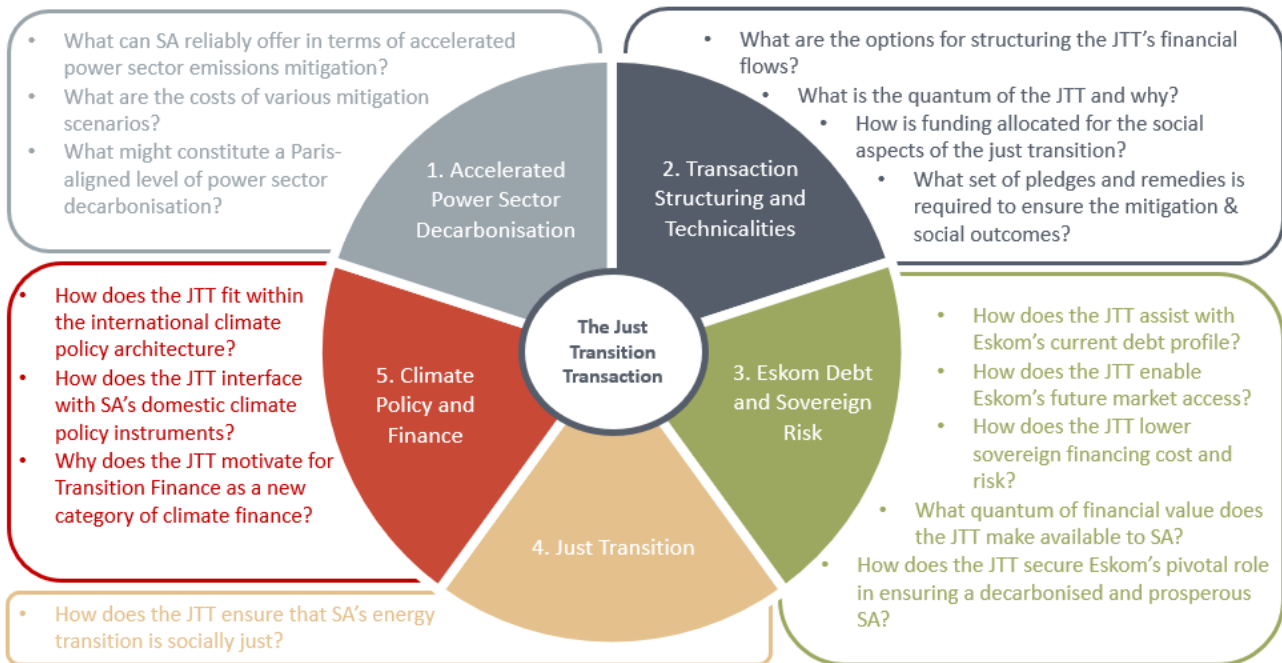 • What can SA reliably offer in terms of accelerated
power sector emissions mitigation?
• What are the costs of various mitigation
scenarios?
• What might constitute a Paris-
aligned level of power sector
decarbonisation?
• What are the options for structuring the JTT’s financial
flows?
• What is the quantum of the JTT and why?
• How is funding allocated for the social
aspects of the just transition?
• What set of pledges and remedies is
required to ensure the mitigation &
social outcomes?
1. Accelerated
Power Sector
Decarbonisation
2. Transaction
Structuring and
Technicalities
The Just
Transition
Transaction
5. Climate
Policy and
Finance
3. Eskom Debt
and Sovereign
Risk
4. Just Transition
• How does the JTT fit within
the international climate
policy architecture?
• How does the JTT interface
with SA’s domestic climate
policy instruments?
• Why does the JTT motivate for
Transition Finance as a new
category of climate finance?
• How does the JTT assist with
Eskom’s current debt profile?
• How does the JTT enable
Eskom’s future market access?
• How does the JTT lower
sovereign financing cost and
risk?
• What quantum of financial value does
the JTT make available to SA?
• How does the JTT secure Eskom’s pivotal role
in ensuring a decarbonised and prosperous
SA?
• How does the JTT ensure that SA’s energy
transition is socially just?